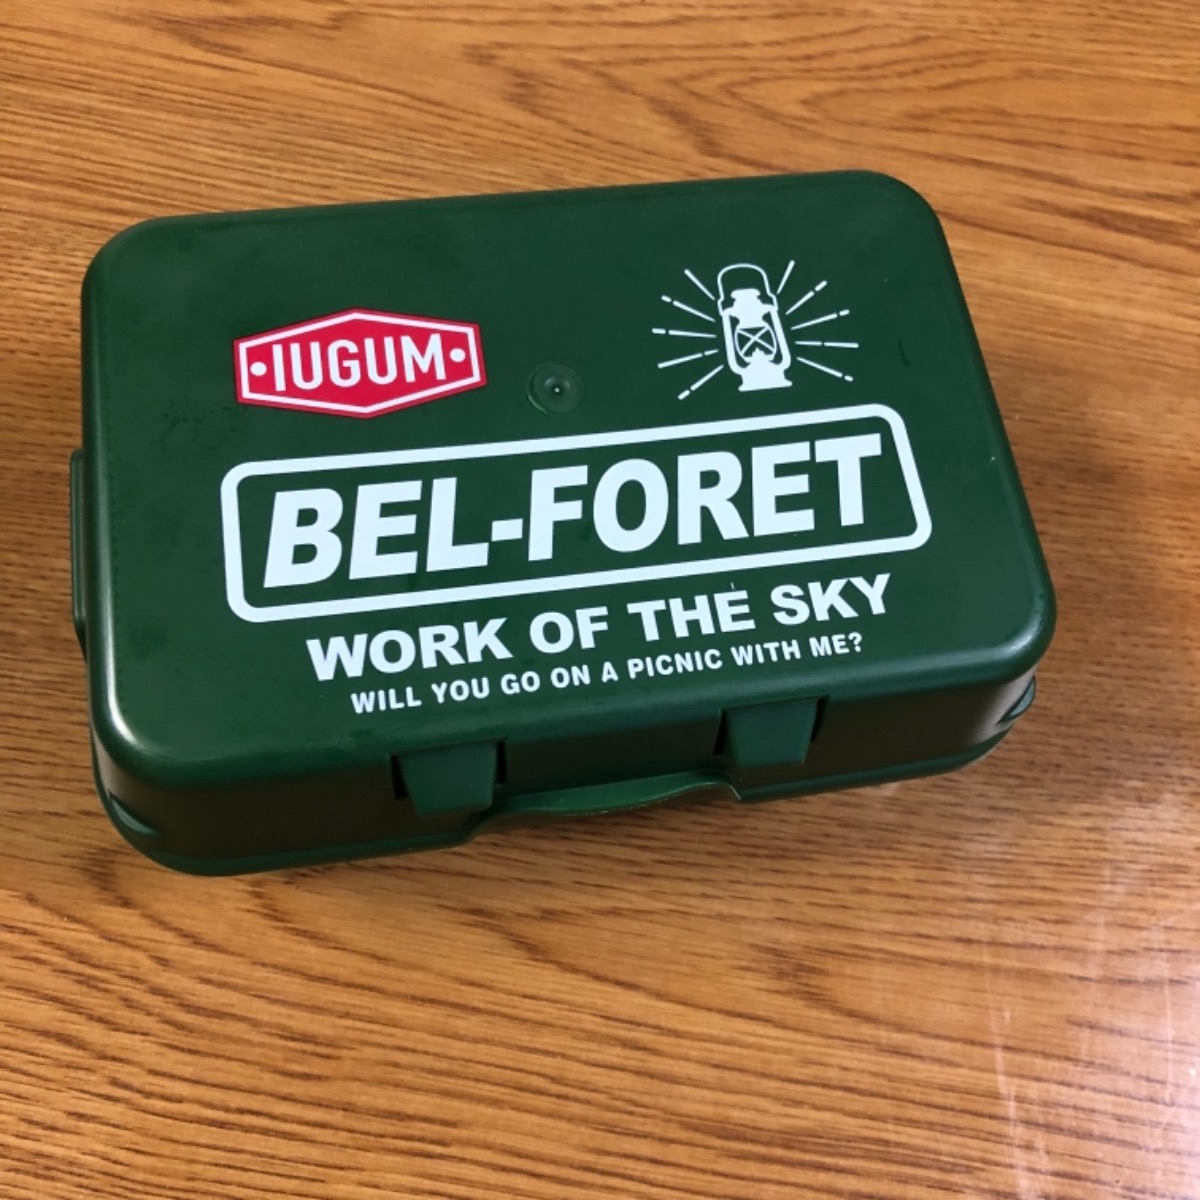 IUGUM
BEL-FORET
WORK OF THE SKY
WILL YOU GO ON A PICNIC WITH ME?